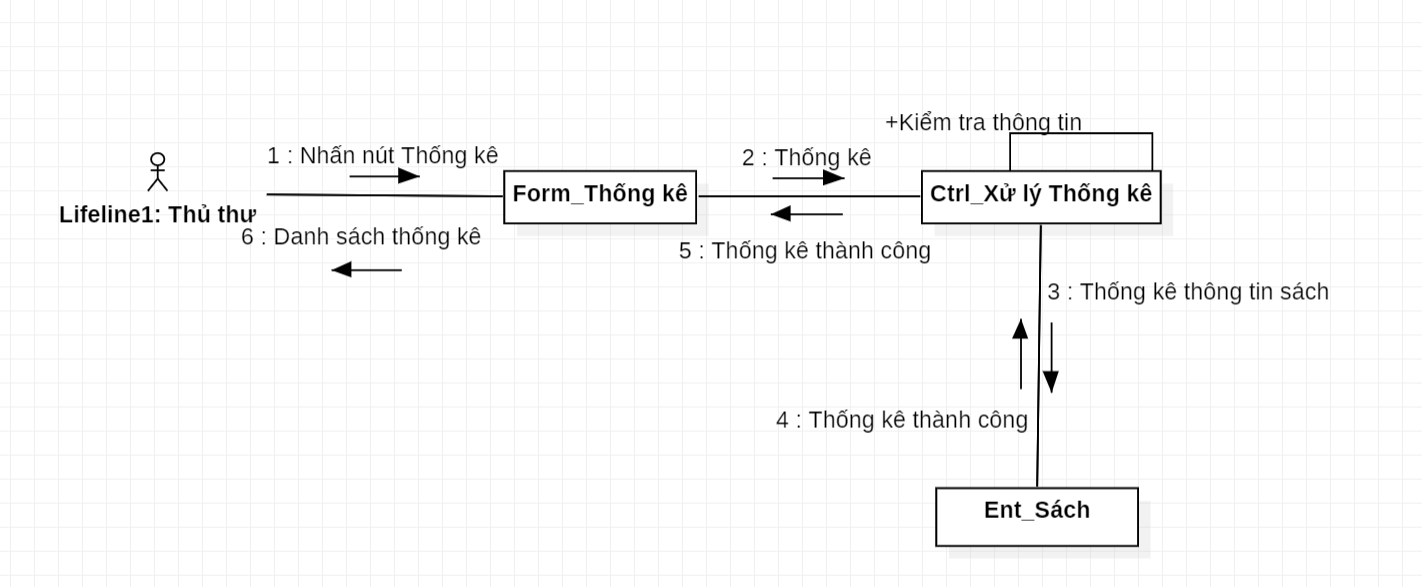 +Kiểm tra thông tin
1 : Nhấn nút Thống kê
2 : Thống kê
Form_Thống kê
Ctrl_Xử lý Thống kê
Lifeline1: Thủ thư
6 : Danh sách thống kê
5 : Thống kê thành công
3 : Thống kê thông tin sách
4 : Thống kê thành công
Ent_Sách